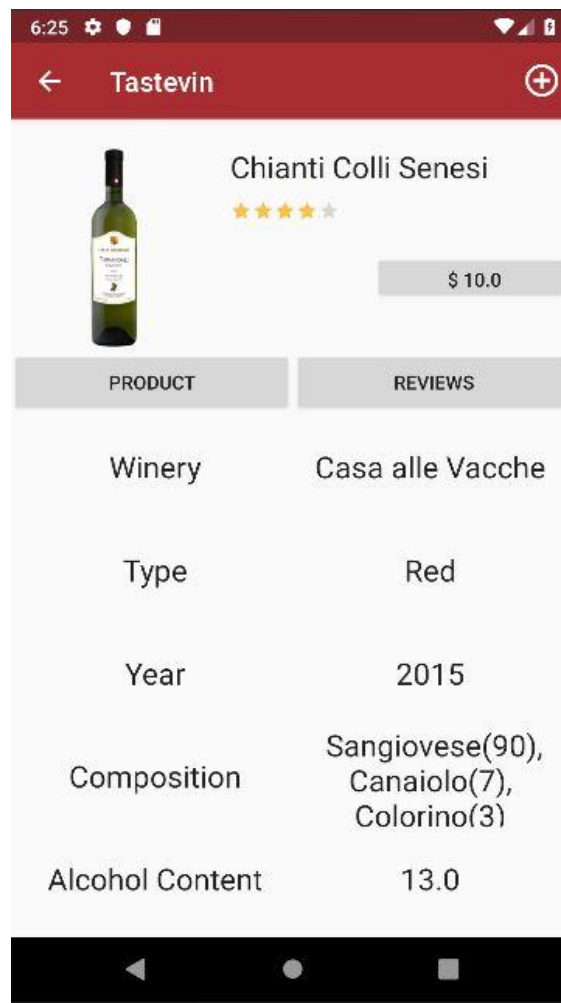 6:25
Tastevin
Chianti Colli Senesi
$ 10.0
PRODUCT
REVIEWS
Winery
Casa alle Vacche
Type
Red
Year
2015
Composition
Sangiovese(90),
Canaiolo(7),
Colorino(3)
Alcohol Content
13.0